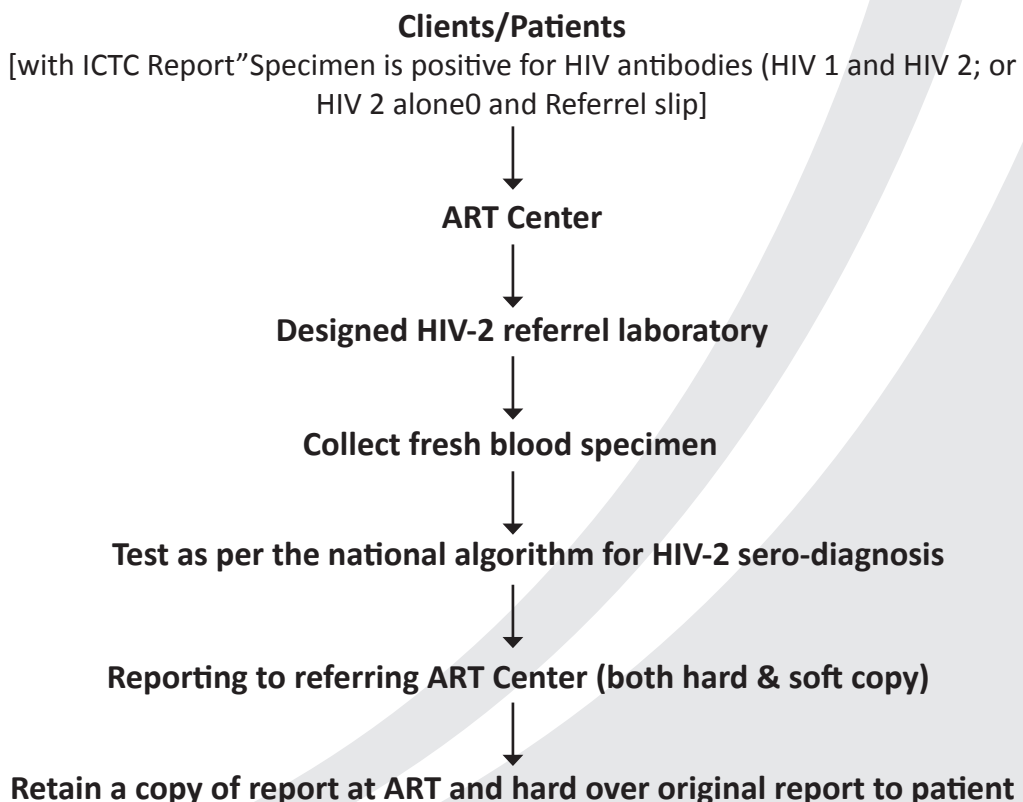 Clients/Patients
[with ICTC Report”Specimen is positive for HIV antibodies (HIV 1 and HIV 2; or
HIV 2 alone0 and Referrel slip]
ART Center
Designed HIV-2 referrel laboratory
Collect fresh blood specimen
Test as per the national algorithm for HIV-2 sero-diagnosis
Reporting to referring ART Center (both hard & soft copy)
Retain a copy of report at ART and hard over original report to patient